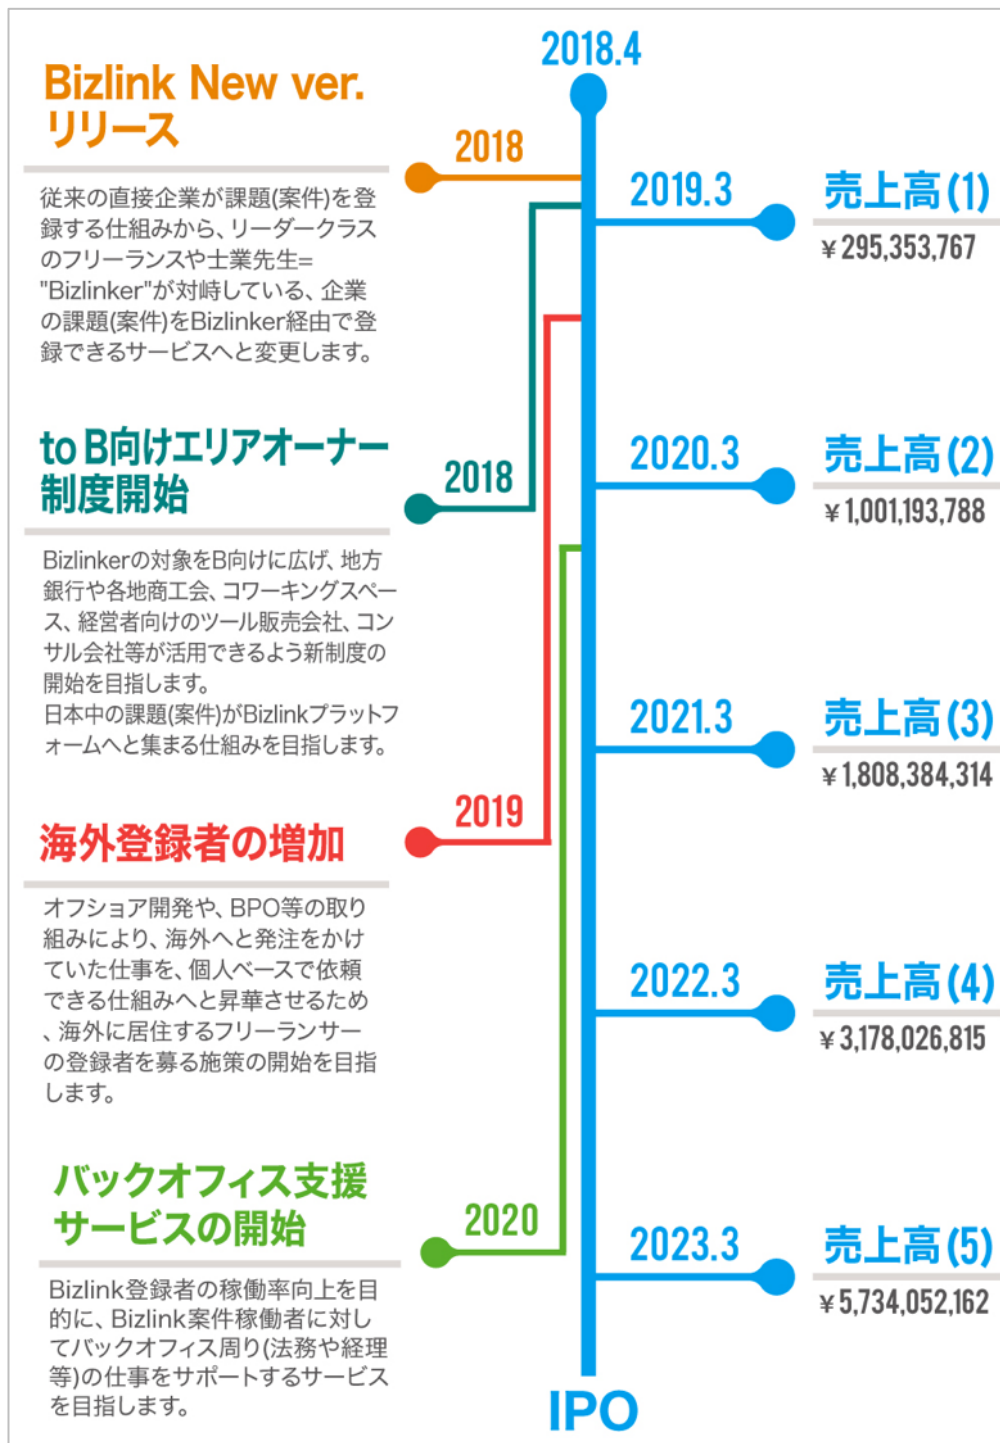 2018.4
Bizlink New ver.
リリース
2018
従来の直接企業が課題(案件)を登
録する仕組みから、リーダークラス
のフリーランスや士業先生=
"Bizlinker"が対峙している、企業
の課題(案件)をBizlinker経由で登
録できるサービスへと変更します。
to B向けエリアオーナー
制度開始
2018
Bizlinkerの対象をB向けに広げ、地方
銀行や各地商工会、コワーキングスペー
ス、経営者向けのツール販売会社、コン
サル会社等が活用できるよう新制度の
開始を目指します。
日本中の課題(案件)がBizlinkプラットフ
ォームへと集まる仕組みを目指します。
海外登録者の増加
2019
オフショア開発や、BPO等の取り
組みにより、海外へと発注をかけ
ていた仕事を、個人ベースで依頼
できる仕組みへと昇華させるため
、海外に居住するフリーランサー
の登録者を募る施策の開始を目指
します。
バックオフィス支援
サービスの開始
2020
Bizlink登録者の稼働率向上を目
的に、Bizlink案件稼働者に対し
てバックオフィス周り(法務や経理
等)の仕事をサポートするサービス
を目指します。
2019.3
売上高(1)
¥295,353,767
2020.3
売上高(2)
¥1,001,193,788
2021.3
売上高(3)
¥1,808,384,314
2022.3
売上高(4)
¥3,178,026,815
2023.3
売上高(5)
¥5,734,052,162
IPO